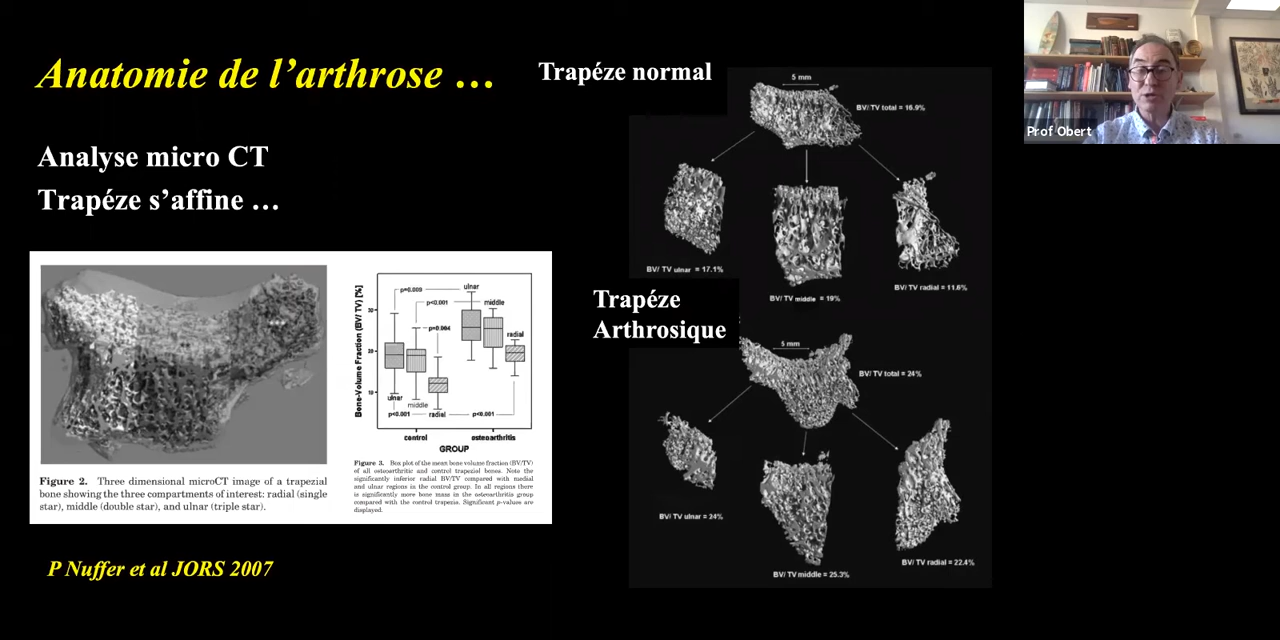 Anatomie de l’arthrose …
Analyse micro CT
Trapéze s’affine …
Figure 2. Three dimensional microCT image of a trapezial
bone showing the three compartments of interest: radial (single
star), middle (double star), and ulnar (triple star).
Bone-Volume Fraction (BV/ TV) [%]
30
20
10
p=0.009
p<0.001
p=0.004
ulnar
middle
radial
ulnar
middle
radial
p<0.001
p<0.001
control
osteoarthritis
GROUP
Figure 3. Box plot of the mean bone volume fraction (BV/TV)
of all osteoarthritic and control trapezial bones. Note the
significantly inferior radial BV/TV compared with medial
and ulnar regions in the control group. In all regions there
is significantly more bone mass in the osteoarthritis group
compared with the control trapezia. Significant p-values are
displayed.
P Nuffer et al JORS 2007
Trapéze normal
5 mm
BV/ TV total = 16.9%
BV/ TV ulnar = 17.1%
BV/ TV middle = 19%
BV/ TV radial = 11.6%
Trapéze
Arthrosique
5 mm
BV/ TV total = 24%
BV/ TV ulnar = 24%
BV/ TV middle = 25.3%
BV/ TV radial = 22.4%
Prof Obert